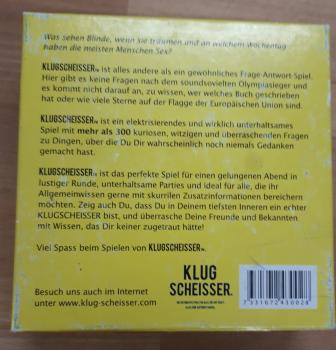 Was sehen Blinde, wenn sie träumen und an welchem Wochentag
haben die meisten Menschen Sex?
KLUGSCHEISSER™ ist alles andere als ein gewöhnliches Frage-Antwort-Spiel.
Hier gibt es keine Fragen nach dem soundsovielten Olympiasieger und
es kommt nicht darauf an, zu wissen, wer welches Buch geschrieben
hat oder wie viele Sterne auf der Flagge der Europäischen Union sind.
KLUGSCHEISSER™ ist ein elektrisierendes und wirklich unterhaltsames
Spiel mit mehr als 300 kuriosen, witzigen und überraschenden Fragen
zu Dingen, über die Du Dir wahrscheinlich noch niemals Gedanken
gemacht hast.
KLUGSCHEISSER™ ist das perfekte Spiel für einen gelungenen Abend in
lustiger Runde, unterhaltsame Parties und ideal für alle, die ihr
Allgemeinwissen gerne mit skurrilen Zusatzinformationen bereichern
möchten. Zeig auch Du, dass Du in Deinem tiefsten Inneren ein echter
KLUGSCHEISSER bist, und überrasche Deine Freunde und Bekannten
mit Wissen, das Dir keiner zugetraut hätte!
Viel Spass beim Spielen von KLUGSCHEISSER™.
Besuch uns auch im Internet
unter www.klug-scheisser.com
KLUG
SCHEISSER™
7331672430028